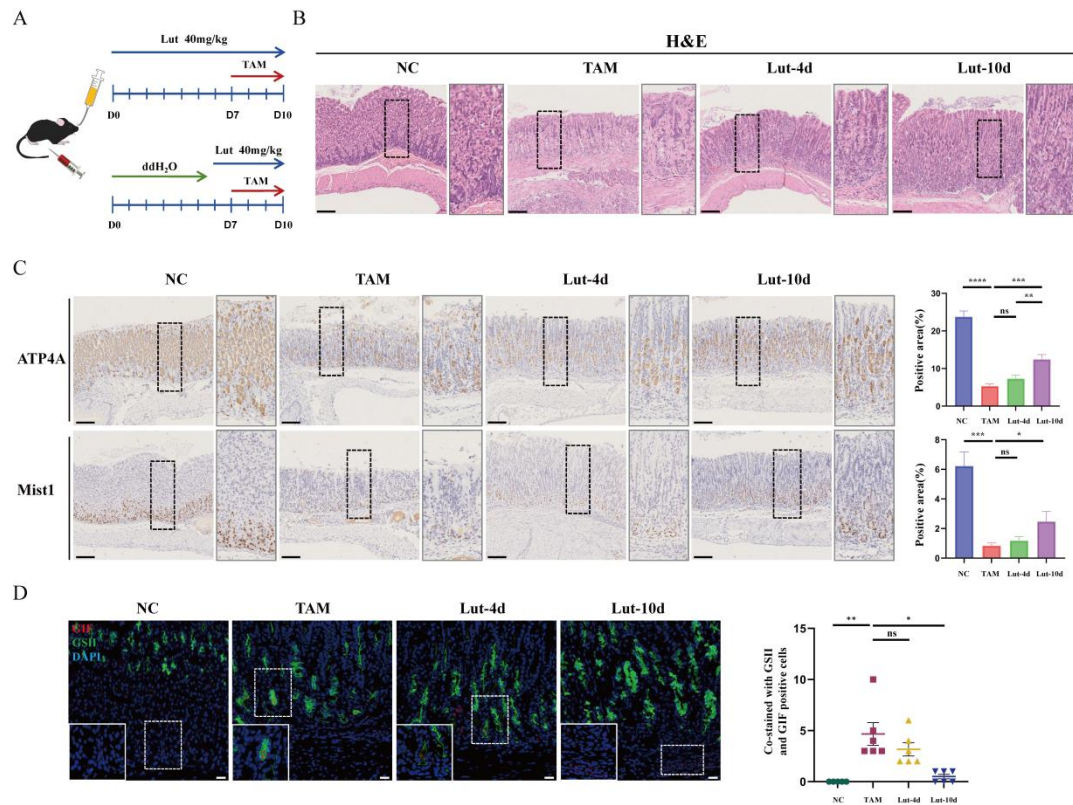 A
Lut 40mg/kg
TAM
D0 D7 D10
ddH₂O
Lut 40mg/kg
TAM
D0 D7 D10
B
H&E
NC TAM Lut-4d Lut-10d
C
NC TAM Lut-4d Lut-10d
ATP4A
Mist1
Positive area(%)
30
20
10
0
**** ***
ns **
NC TAM Lut-4d Lut-10d
Positive area(%)
8
6
4
2
0
*** *
ns
NC TAM Lut-4d Lut-10d
D
NC TAM Lut-4d Lut-10d
GIF
GSII
DAPI
Co-stained with GSII
and GIF positive cells
15
10
5
0
** *
ns
NC TAM Lut-4d Lut-10d